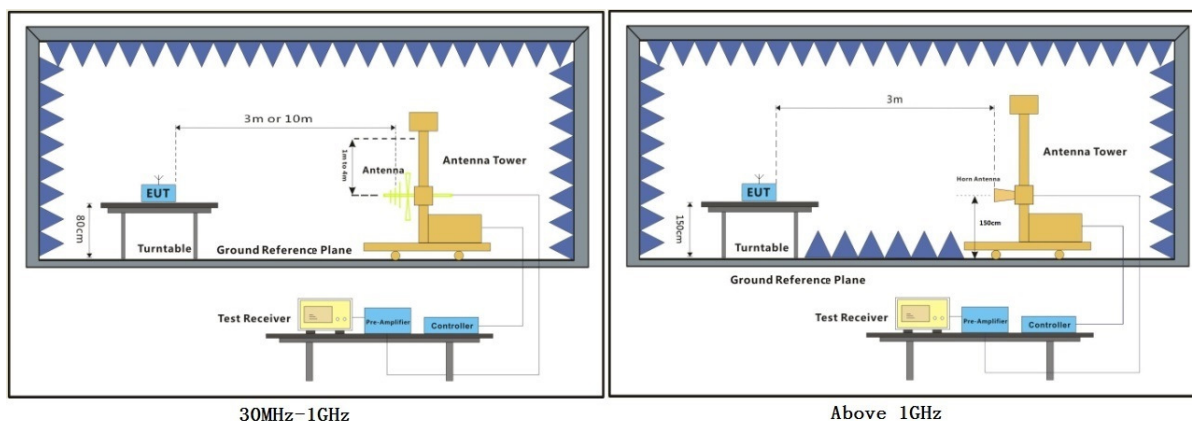 3m or 10m
1m to 4m
Antenna
Antenna Tower
EUT
80cm
Turntable
Ground Reference Plane
Test Receiver
Pre-Amplifier
Controller
30MHz-1GHz
3m
Antenna Tower
Horn Antenna
EUT
150cm
150cm
Turntable
Ground Reference Plane
Test Receiver
Pre-Amplifier
Controller
Above 1GHz